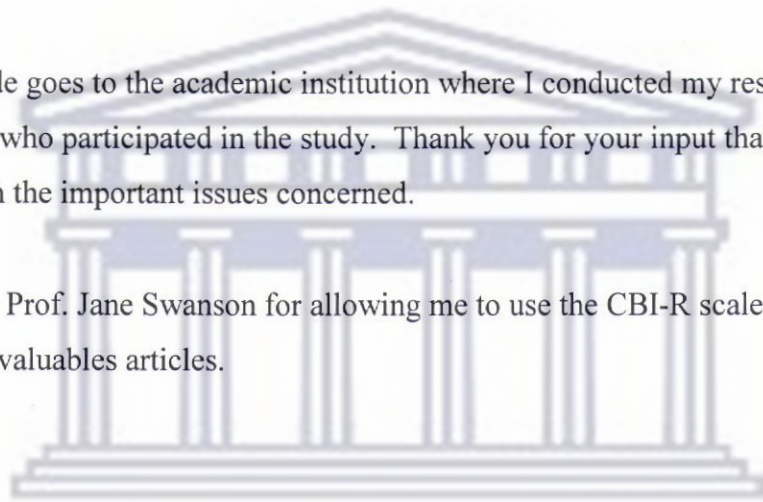 le goes to the academic institution where I conducted my res
who participated in the study. Thank you for your input tha
the important issues concerned.
Prof. Jane Swanson for allowing me to use the CBI-R scale
valuables articles.